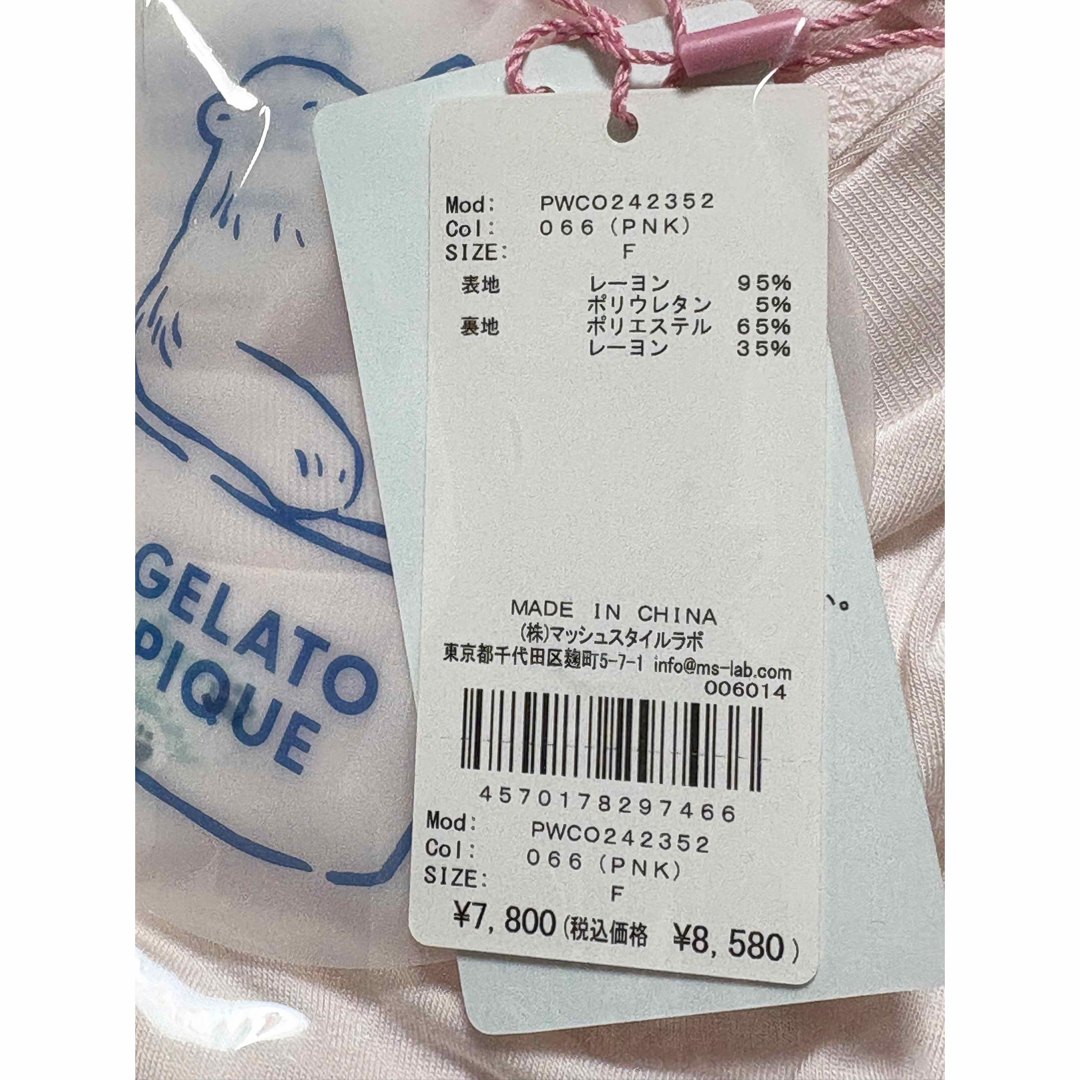 Mod: PWCO242352
Col: 066 (PNK)
SIZE: F
表地 レーヨン 95%
ポリウレタン 5%
裏地 ポリエステル 65%
レーヨン 35%
MADE IN CHINA
(株)マッシュスタイルラボ
東京都千代田区麹町5-7-1 info@ms-lab.com
006014
4570178297466
Mod: PWCO242352
Col: 066 (PNK)
SIZE: F
¥7,800(税込価格 ¥8,580)
GELATO
PIQUE
い。